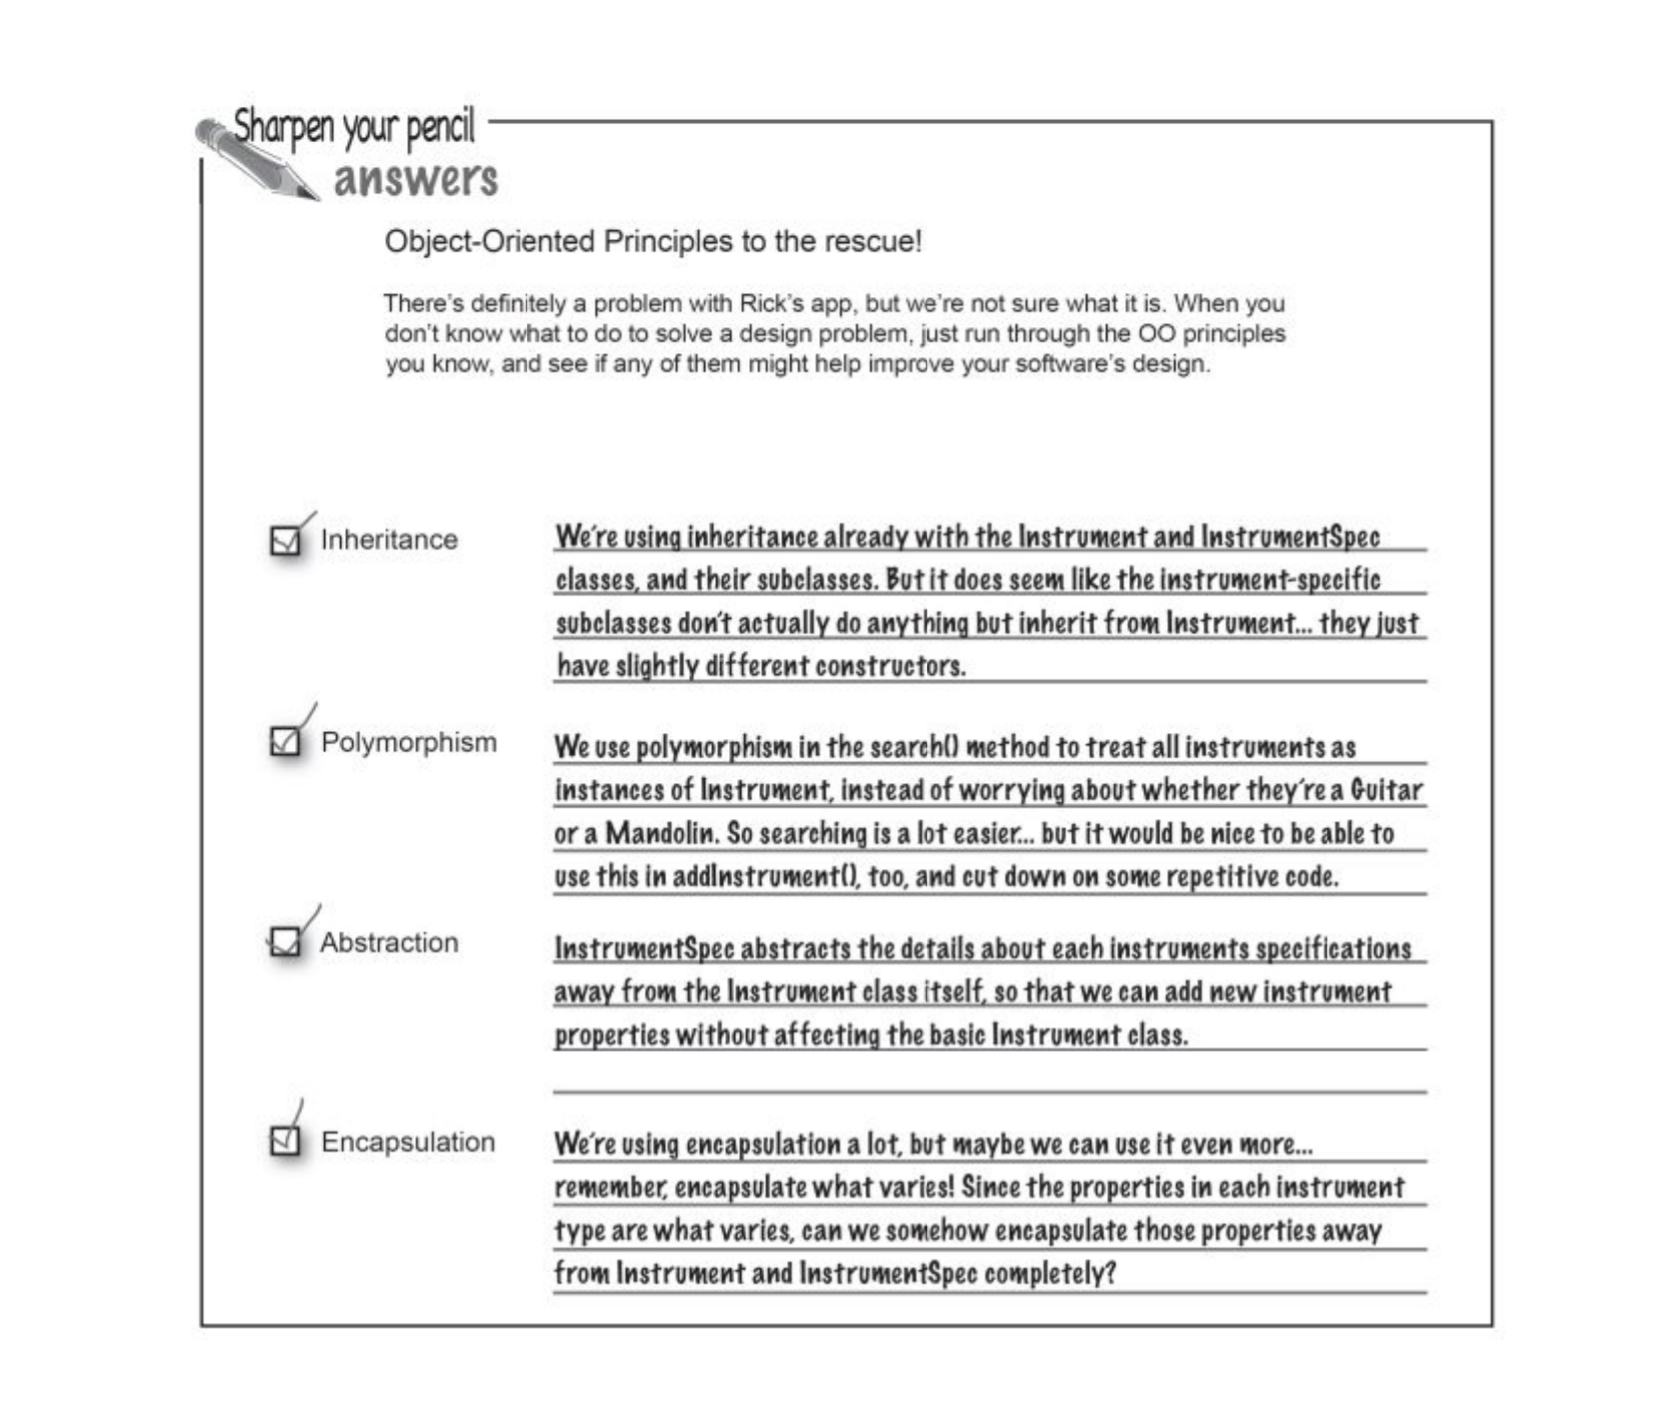 Sharpen your pencil
answers
Object-Oriented Principles to the rescue!
There's definitely a problem with Rick's app, but we're not sure what it is. When you
don't know what to do to solve a design problem, just run through the OO principles
you know, and see if any of them might help improve your software's design.
Inheritance
We're using inheritance already with the Instrument and InstrumentSpec
classes, and their subclasses. But it does seem like the instrument-specific
subclasses don't actually do anything but inherit from Instrument... they just
have slightly different constructors.
Polymorphism
We use polymorphism in the search() method to treat all instruments as
instances of Instrument, instead of worrying about whether they're a Guitar
or a Mandolin. So searching is a lot easier... but it would be nice to be able to
use this in addInstrument(), too, and cut down on some repetitive code.
Abstraction
InstrumentSpec abstracts the details about each instruments specifications
away from the Instrument class itself, so that we can add new instrument
properties without affecting the basic Instrument class.
Encapsulation
We're using encapsulation a lot, but maybe we can use it even more...
remember, encapsulate what varies! Since the properties in each instrument
type are what varies, can we somehow encapsulate those properties away
from Instrument and InstrumentSpec completely?